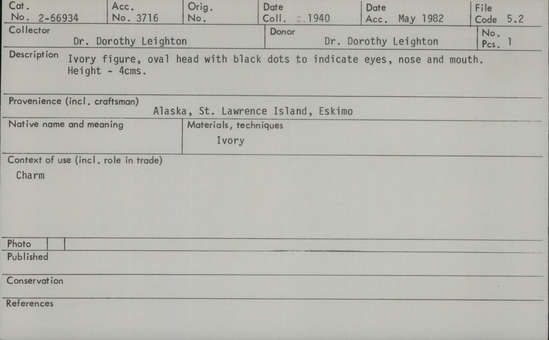 Cat. Acc. Orig. Date Date File
No. 2-66934 No. 3716 No. Coll. c 1940 Acc. May 1982 Code 5.2
Collector Donor No.
Dr. Dorothy Leighton Dr. Dorothy Leighton Pcs. 1
Description Ivory figure, oval head with black dots to indicate eyes, nose and mouth.
Height - 4cms.
Provenience (incl. craftsman)
Alaska, St. Lawrence Island, Eskimo
Native name and meaning Materials, techniques
Ivory
Context of use (incl. role in trade)
Charm
Photo
Published
Conservation
References